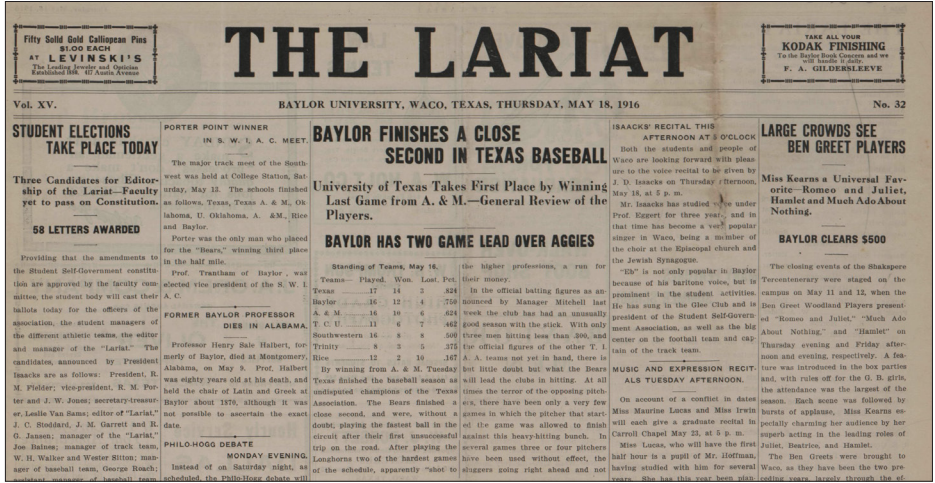 Fifty Solid Gold Calliopean Pins
$1.00 EACH
AT LEVINSKI'S
The Leading Jeweler and Optician
Established 1886. 417 Austin Avenue
THE LARIAT
TAKE ALL YOUR
KODAK FINISHING
To the Baylor Book Concern and we
will handle it daily.
F. A. GILDERSLEEVE
Vol. XV.
BAYLOR UNIVERSITY, WACO, TEXAS, THURSDAY, MAY 18, 1916
No. 32
STUDENT ELECTIONS
TAKE PLACE TODAY
Three Candidates for Editor-
ship of the Lariat—Faculty
yet to pass on Constitution.
58 LETTERS AWARDED
Providing that the amendments to
the Student Self-Government constitu-
tion are approved by the faculty com-
mittee, the student body will cast their
ballots today for the officers of the
association, the student managers of
the different athletic teams, the editor
and manager of the "Lariat." The
candidates, announced by President
Isaacks are as follows: President, R.
M. Fielder; vice-president, R. M. Por-
ter and J. W. Jones; secretary-treasur-
er, Leslie Van Sams; editor of "Lariat,"
J. C. Stoddard, J. M. Garrett and R.
G. Jansen; manager of the "Lariat,"
Joe Baines; manager of track team,
W. H. Walker and Wester Sitton; man-
ager of baseball team, George Roach;
assistant manager of baseball team,
PORTER POINT WINNER
IN S. W. I. A. C. MEET.
The major track meet of the South-
west was held at College Station, Sat-
urday, May 13. The schools finished
as follows, Texas, Texas A. & M., Ok-
lahoma, U. Oklahoma, A. & M., Rice
and Baylor.
Porter was the only man who placed
for the "Bears," winning third place
in the half mile.
Prof. Trantham of Baylor, was
elected vice president of the S. W. I.
A. C.
FORMER BAYLOR PROFESSOR
DIES IN ALABAMA.
Professor Henry Sale Halbert, for-
merly of Baylor, died at Montgomery,
Alabama, on May 9. Prof. Halbert
was eighty years old at his death, and
held the chair of Latin and Greek at
Baylor about 1870, although it was
not possible to ascertain the exact
date.
PHILO-HOGG DEBATE
MONDAY EVENING.
Instead of on Saturday night, as
scheduled, the Philo-Hogg debate will
BAYLOR FINISHES A CLOSE
SECOND IN TEXAS BASEBALL
University of Texas Takes First Place by Winning
Last Game from A. & M.—General Review of the
Players.
BAYLOR HAS TWO GAME LEAD OVER AGGIES
Standing of Teams, May 16.
Teams— Played. Won. Lost. Pct.
Texas 17 14 3 .824
Baylor 16 12 4 .750
A. & M. 16 10 6 .624
T. C. U. 11 6 7 .462
Southwestern 16 8 8 .500
Trinity 8 3 5 .375
Rice 12 2 10 .167
By winning from A. & M. Tuesday
Texas finished the baseball season as
undisputed champions of the Texas
Association. The Bears finished a
close second, and were, without a
doubt, playing the fastest ball in the
circuit after their first unsuccessful
trip on the road. After playing the
Longhorns two of the hardest games
of the schedule, apparently "shot to
the higher professions, a run for
their money.
In the official batting figures as an-
nounced by Manager Mitchell last
week the club has had an unusually
good season with the stick. With only
three men hitting less than .300, and
the official figures of the other T. I.
A. A. teams not yet in hand, there is
but little doubt but what the Bears
will lead the clubs in hitting. At all
times the terror of the opposing pitch-
ers, there have been only a very few
games in which the pitcher that start-
ed the game was allowed to finish
against this heavy-hitting bunch. In
several games three or four pitchers
have been used without effect, the
sluggers going right ahead and not
ISAACKS' RECITAL THIS
AFTERNOON AT 5 O'CLOCK
Both the students and people of
Waco are looking forward with pleas-
ure to the voice recital to be given by
J. D. Isaacks on Thursday afternoon,
May 18, at 5 p. m.
Mr. Isaacks has studied voice under
Prof. Eggert for three years, and in
that time has become a very popular
singer in Waco, being a member of
the choir at the Episcopal church and
the Jewish Synagogue.
"Eh" is not only popular in Baylor
because of his baritone voice, but is
prominent in the student activities.
He has sung in the Glee Club and is
president of the Student Self-Govern-
ment Association, as well as the big
center on the football team and cap-
tain of the track team.
MUSIC AND EXPRESSION RECIT-
ALS TUESDAY AFTERNOON.
On account of a conflict in dates
Miss Maurine Lucas and Miss Irwin
will each give a graduate recital in
Carroll Chapel May 23, at 5 p. m.
Miss Lucas, who will have the first
half hour is a pupil of Mr. Hoffman,
having studied with him for several
years. She has this year been plan-
LARGE CROWDS SEE
BEN GREET PLAYERS
Miss Kearns a Universal Fav-
orite—Romeo and Juliet,
Hamlet and Much Ado About
Nothing.
BAYLOR CLEARS $500
The closing events of the Shakspere
Tercentenery were staged on the
campus on May 11 and 12, when the
Ben Greet Woodland Players present-
ed "Romeo and Juliet," "Much Ado
About Nothing," and "Hamlet" on
Thursday evening and Friday after-
noon and evening, respectively. A fea-
ture was introduced in the box parties
and, with rules off for the G. B. girls,
the attendance was the largest of the
season. Each scene was followed by
bursts of applause, Miss Kearns es-
pecially charming her audience by her
superb acting in the leading roles of
Juliet, Beatrice, and Hamlet.
The Ben Greets were brought to
Waco, as they have been the two pre-
ceding years, largely through the ef-